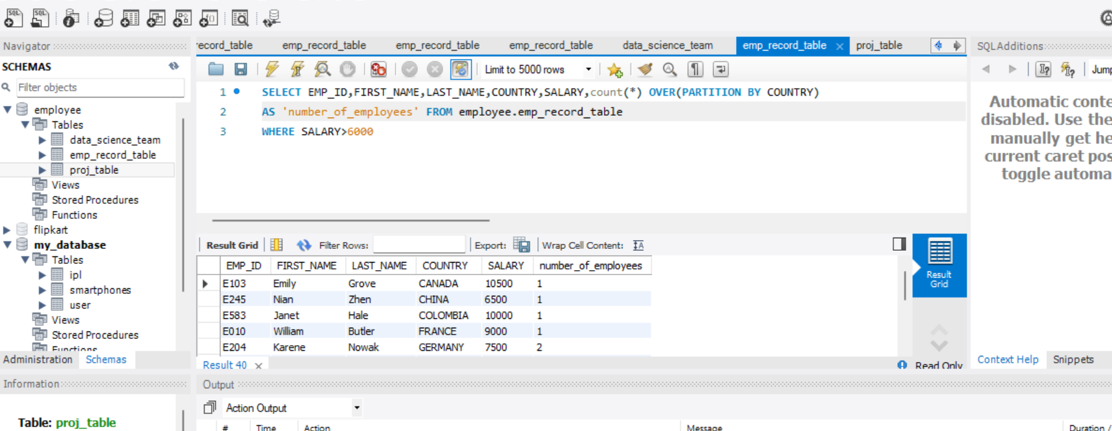 Navigator
SCHEMAS
Filter objects
employee
Tables
data_science_team
emp_record_table
proj_table
Views
Stored Procedures
Functions
flipkart
my_database
Tables
ipl
smartphones
user
Views
Stored Procedures
Functions
Administration Schemas
Information
Table: proj_table
ecord_table emp_record_table emp_record_table emp_record_table data_science_team emp_record_table proj_table
Limit to 5000 rows
1 SELECT EMP_ID,FIRST_NAME,LAST_NAME,COUNTRY,SALARY,count(*) OVER(PARTITION BY COUNTRY)
2 AS 'number_of_employees' FROM employee.emp_record_table
3 WHERE SALARY>6000
Result Grid Filter Rows: Export: Wrap Cell Content:
EMP_ID FIRST_NAME LAST_NAME COUNTRY SALARY number_of_employees
E103 Emily Grove CANADA 10500 1
E245 Nian Zhen CHINA 6500 1
E583 Janet Hale COLOMBIA 10000 1
E010 William Butler FRANCE 9000 1
E204 Karene Nowak GERMANY 7500 2
Result 40
Result
Grid
Read Only
Output
Action Output
# Time Action Message Duration /
SQLAdditions
Jump
Automatic conte
disabled. Use the
manually get he
current caret pos
toggle automa
Context Help Snippets